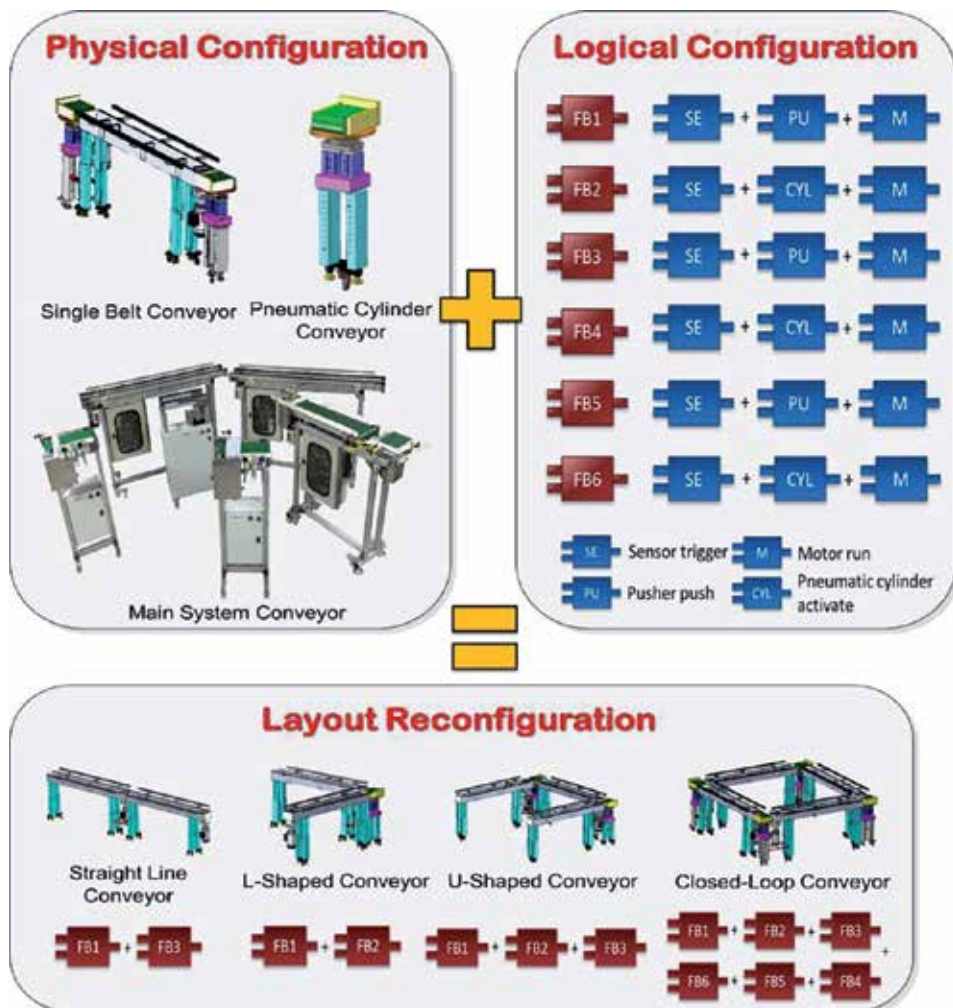 Physical Configuration
Single Belt Conveyor
Pneumatic Cylinder
Conveyor
Main System Conveyor
Logical Configuration
FB1 SE + PU + M
FB2 SE + CYL + M
FB3 SE + PU + M
FB4 SE + CYL + M
FB5 SE + PU + M
FB6 SE + CYL + M
SE Sensor trigger M Motor run
PU Pusher push CYL Pneumatic cylinder
activate
Layout Reconfiguration
Straight Line
Conveyor
FB1 + FB3
L-Shaped Conveyor
FB1 + FB2
U-Shaped Conveyor
FB1 + FB2 + FB3
Closed-Loop Conveyor
FB1 + FB2 + FB3 +
FB6 + FB5 + FB4